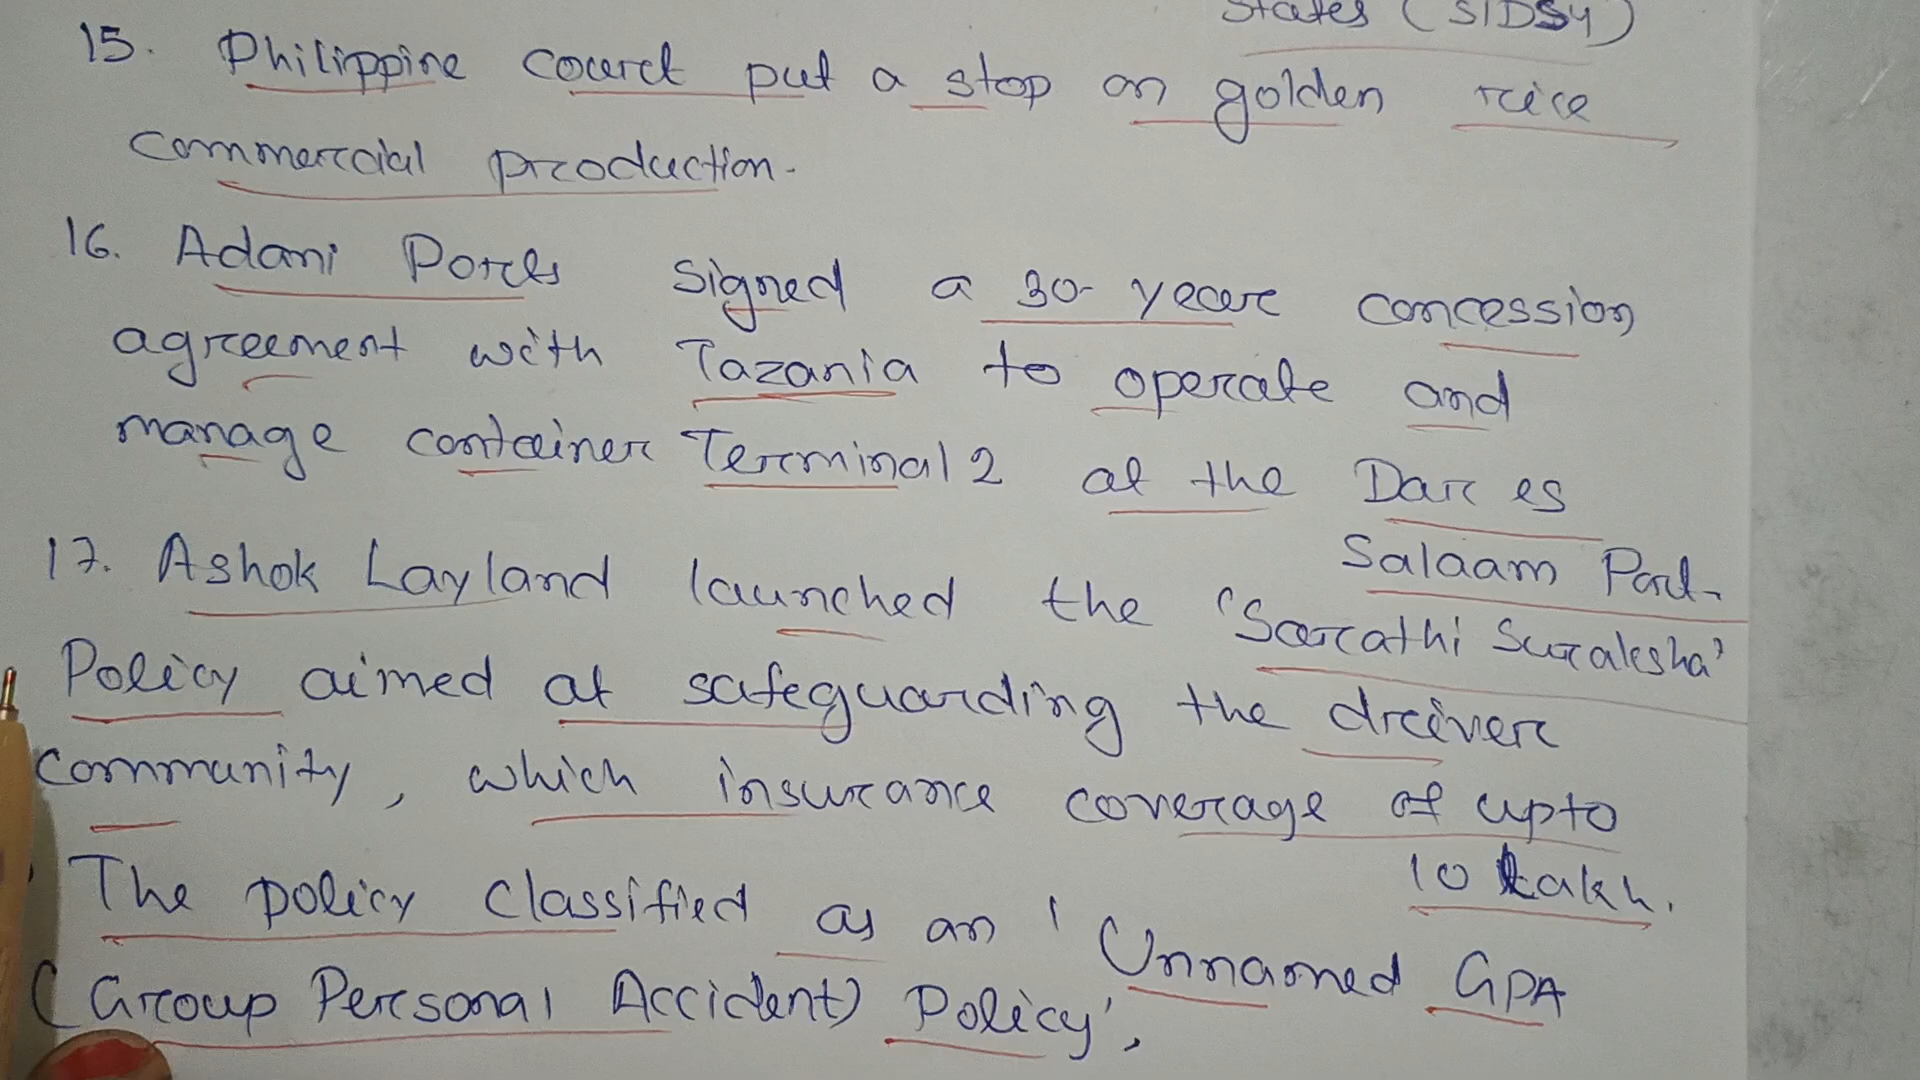 States (SIDS4)
15. Philippine Court put a stop on golden rice
commercial production.
16. Adani Ports signed a 30-year concession
agreement with Tazania to operate and
manage container Terminal 2 at the Dar es
Salaam Port.
17. Ashok Layland launched the 'Sarathi Suraksha'
Policy aimed at safeguarding the driver
community, which insurance coverage of upto
10 Lakh.
The policy classified as an 'Unnamed GPA
(Group Personal Accident) Policy'.